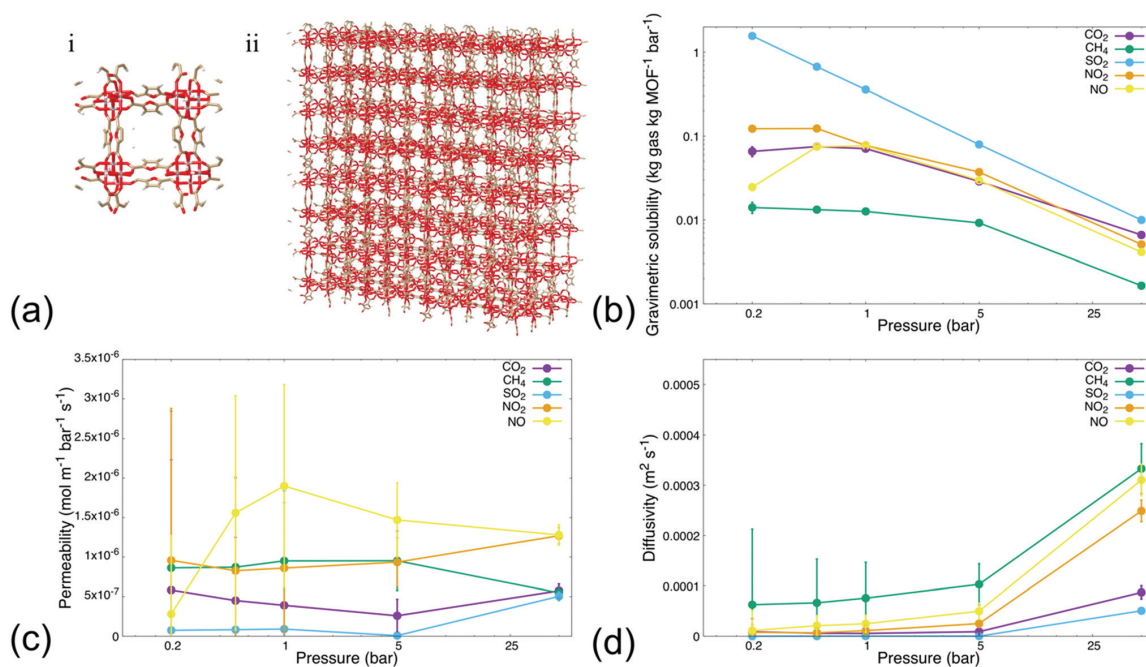 i
ii
(a)
Gravimetric solubility (kg gas kg MOF⁻¹ bar⁻¹)
1
0.1
0.01
0.001
0.2
1
5
25
Pressure (bar)
CO₂
CH₄
SO₂
NO₂
NO
(b)
Permeability (mol m⁻¹ bar⁻¹ s⁻¹)
3.5x10⁻⁶
3x10⁻⁶
2.5x10⁻⁶
2x10⁻⁶
1.5x10⁻⁶
1x10⁻⁶
5x10⁻⁷
0
0.2
1
5
25
Pressure (bar)
CO₂
CH₄
SO₂
NO₂
NO
(c)
Diffusivity (m² s⁻¹)
0.0005
0.0004
0.0003
0.0002
0.0001
0
0.2
1
5
25
Pressure (bar)
CO₂
CH₄
SO₂
NO₂
NO
(d)